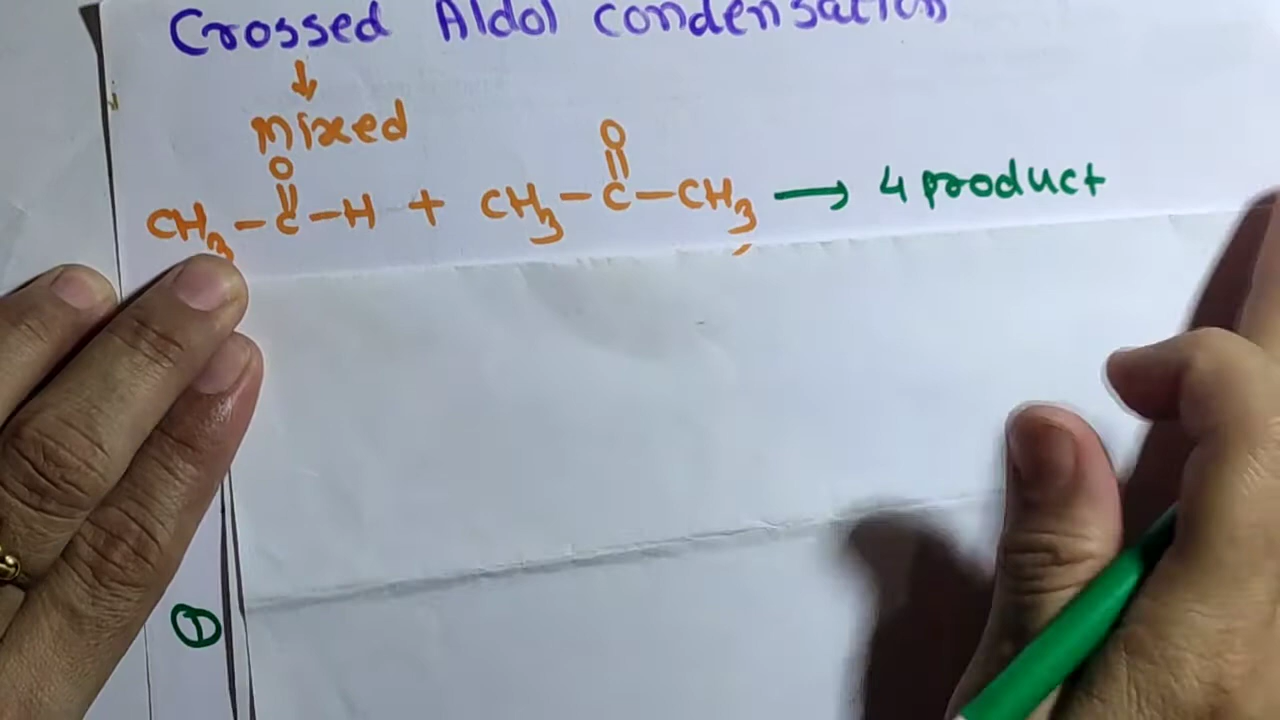 Crossed Aldol condensation
↓
Mixed
O O
|| ||
CH₃-C-H + CH₃-C-CH₃ → 4 product
①